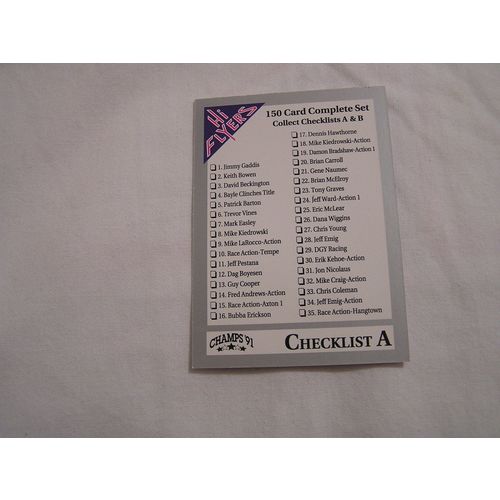 HI
FLYERS
150 Card Complete Set
Collect Checklists A & B
1. Jimmy Gaddis
2. Keith Bowen
3. David Beckington
4. Bayle Clinches Title
5. Patrick Barton
6. Trevor Vines
7. Mark Easley
8. Mike Kiedrowski
9. Mike LaRocco-Action
10. Race Action-Tempe
11. Jeff Pestana
12. Dag Boyesen
13. Guy Cooper
14. Fred Andrews-Action
15. Race Action-Axton 1
16. Bubba Erickson
17. Dennis Hawthorne
18. Mike Kiedrowski-Action
19. Damon Bradshaw-Action 1
20. Brian Carroll
21. Gene Naumec
22. Brian McElroy
23. Tony Graves
24. Jeff Ward-Action 1
25. Eric McLear
26. Dana Wiggins
27. Chris Young
28. Jeff Emig
29. DGY Racing
30. Erik Kehoe-Action
31. Jon Nicolaus
32. Mike Craig-Action
33. Chris Coleman
34. Jeff Emig-Action
35. Race Action-Hangtown
CHAMPS '91
CHECKLIST A